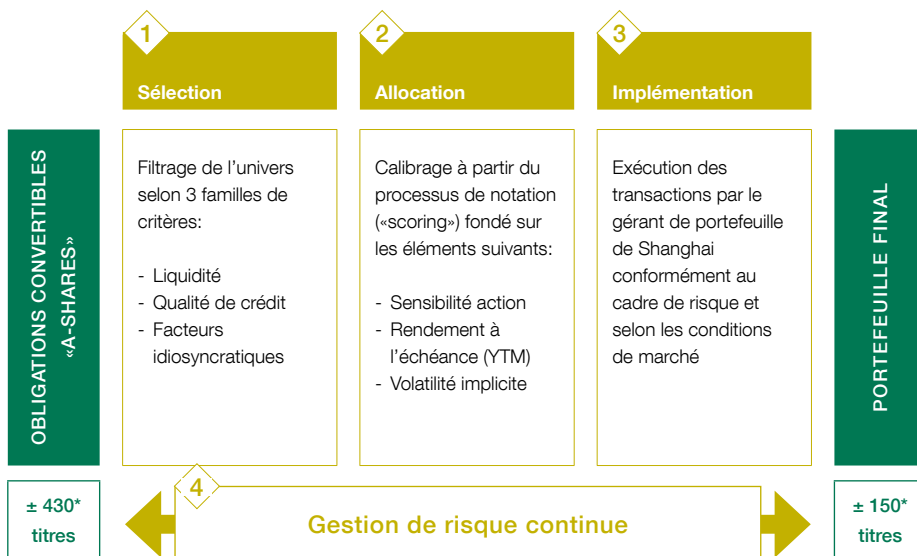 1
Sélection
2
Allocation
3
Implémentation
OBLIGATIONS CONVERTIBLES
«A-SHARES»
Filtrage de l’univers
selon 3 familles de
critères:
- Liquidité
- Qualité de crédit
- Facteurs
idiosyncratiques
Calibrage à partir du
processus de notation
(«scoring») fondé sur
les éléments suivants:
- Sensibilité action
- Rendement à
l’échéance (YTM)
- Volatilité implicite
Exécution des
transactions par le
gérant de portefeuille
de Shanghai
conformément au
cadre de risque et
selon les conditions
de marché
PORTEFEUILLE FINAL
± 430*
titres
4
Gestion de risque continue
± 150*
titres